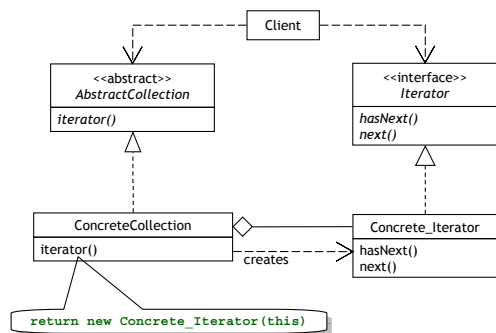 Client
<<abstract>>
AbstractCollection
iterator()
<<interface>>
Iterator
hasNext()
next()
ConcreteCollection
iterator()
creates
Concrete_Iterator
hasNext()
next()
return new Concrete_Iterator(this)